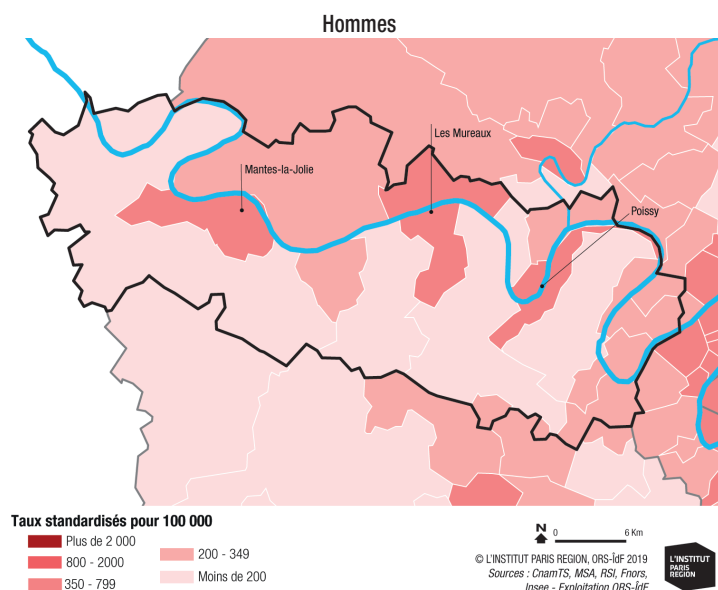 Hommes
Les Mureaux
Mantes-la-Jolie
Poissy
Taux standardisés pour 100 000
Plus de 2 000
800 - 2000
350 - 799
200 - 349
Moins de 200
N
0 6 Km
© L'INSTITUT PARIS REGION, ORS-ÎdF 2019
Sources : CnamTS, MSA, RSI, Fnors,
Insee - Exploitation ORS-ÎdF
L'INSTITUT
PARIS
REGION